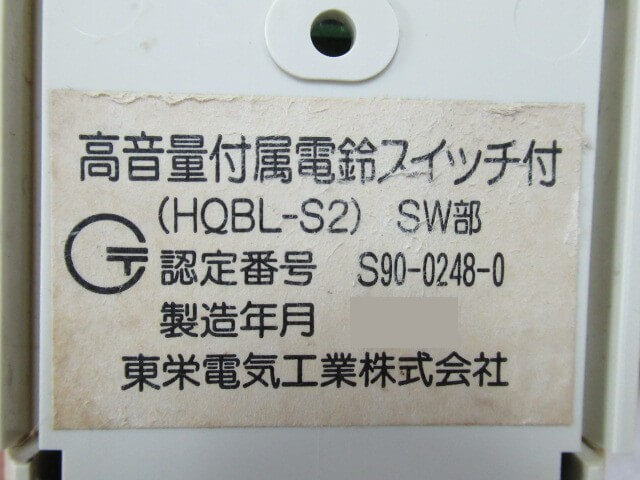 高音量付属電鈴スイッチ付
(HQBL-S2) SW部
認定番号 S90-0248-0
製造年月
東栄電気工業株式会社